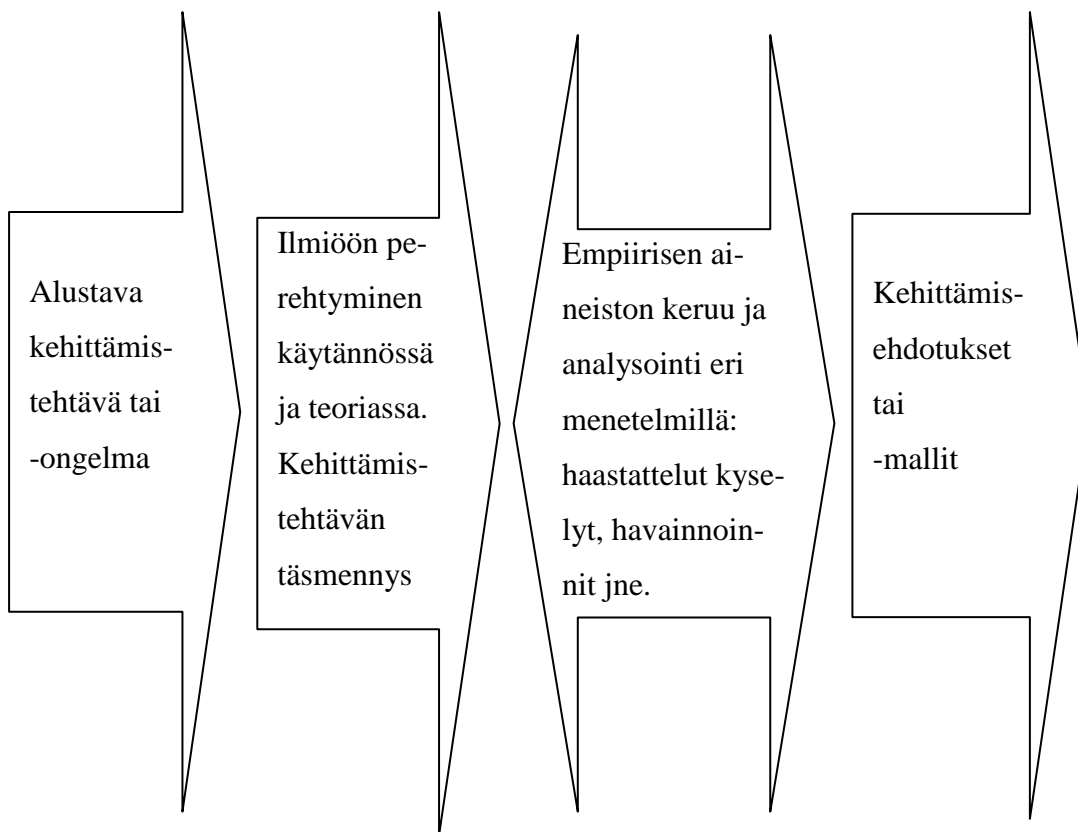 Alustava
kehittämis-
tehtävä tai
-ongelma
Ilmiöön pe-
rehtyminen
käytännössä
ja teoriassa.
Kehittämis-
tehtävän
täsmennys
Empiirisen ai-
neiston keruu ja
analysointi eri
menetelmillä:
haastattelut kyse-
lyt, havainnoin-
nit jne.
Kehittämis-
ehdotukset
tai
-mallit